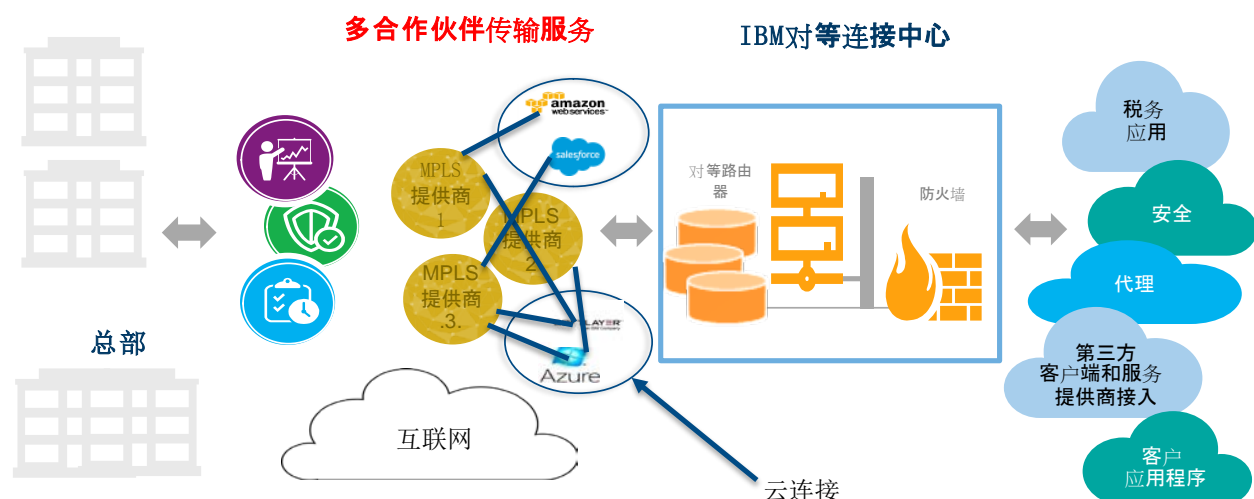 多合作伙伴传输服务
IBM对等连接中心
amazon
webservices™
salesforce
MPLS
提供商
1
MPLS
提供商
2
MPLS
提供商
.3.
LAYER®
Azure
对等路由
器
防火墙
税务
应用
安全
代理
第三方
客户端和服务
提供商接入
客户
应用程序
总部
互联网
云连接